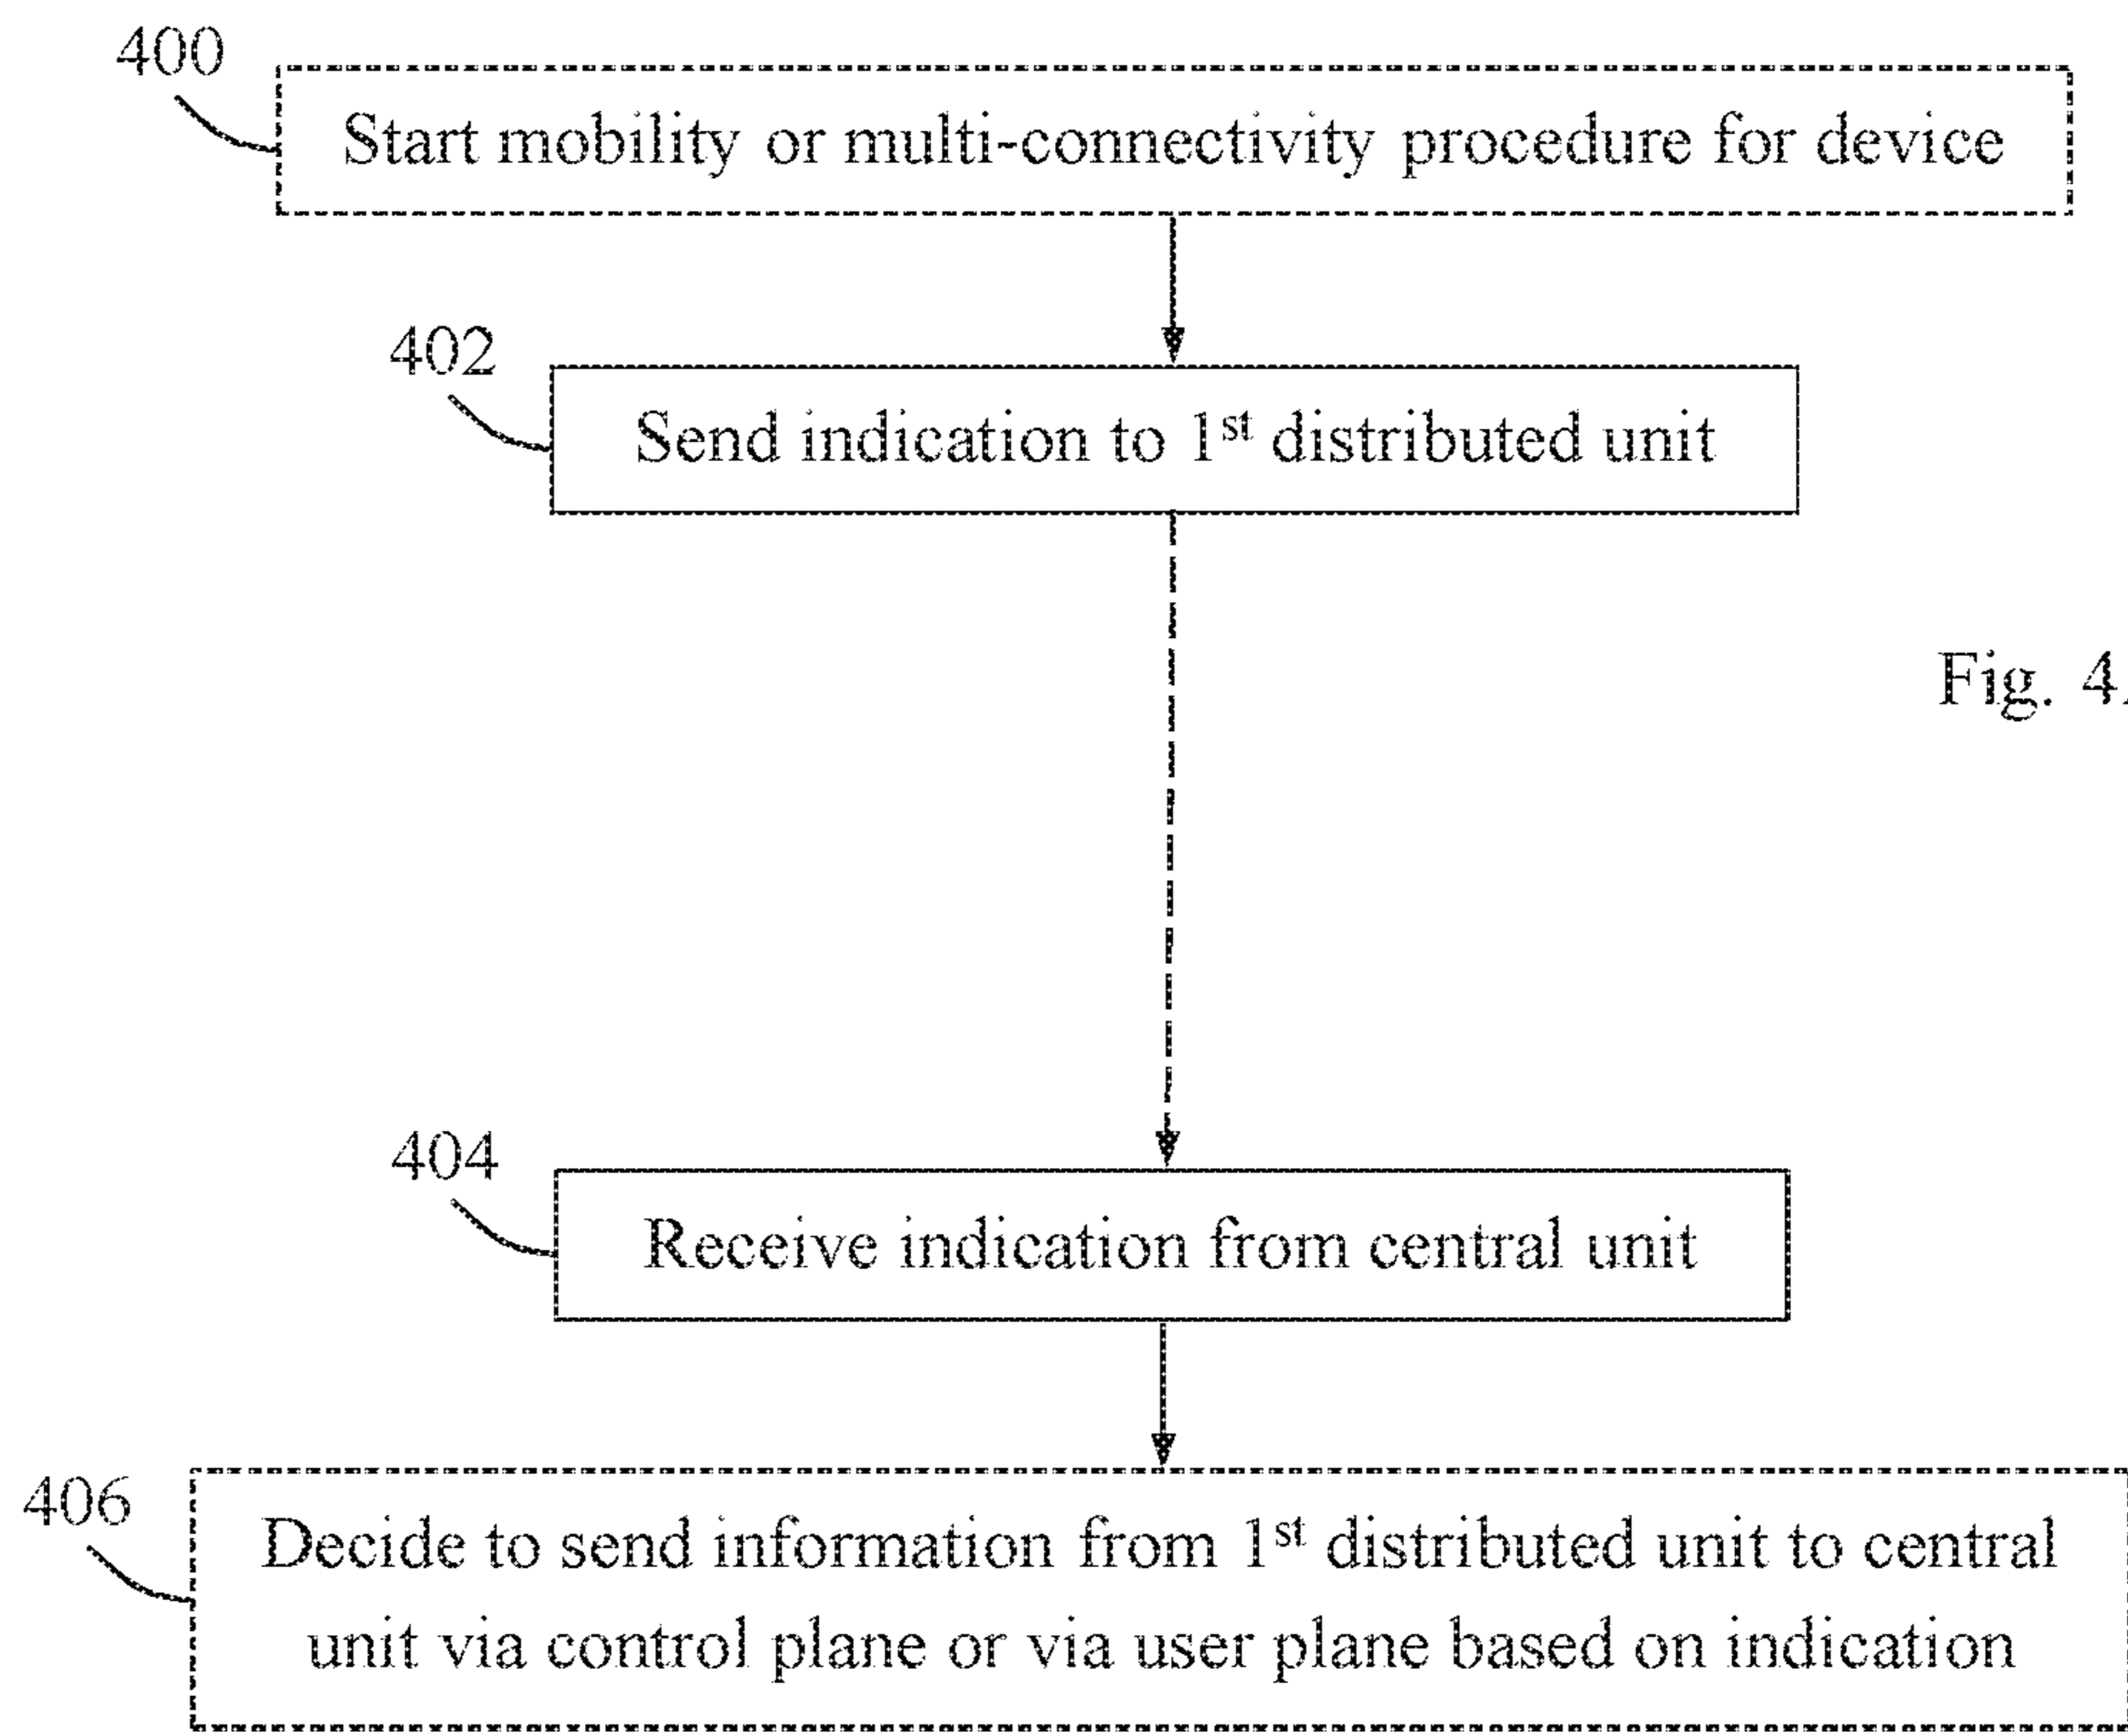 400
Start mobility or multi-connectivity procedure for device
402
Send indication to 1st distributed unit
Fig. 4
404
Receive indication from central unit
406
Decide to send information from 1st distributed unit to central
unit via control plane or via user plane based on indication